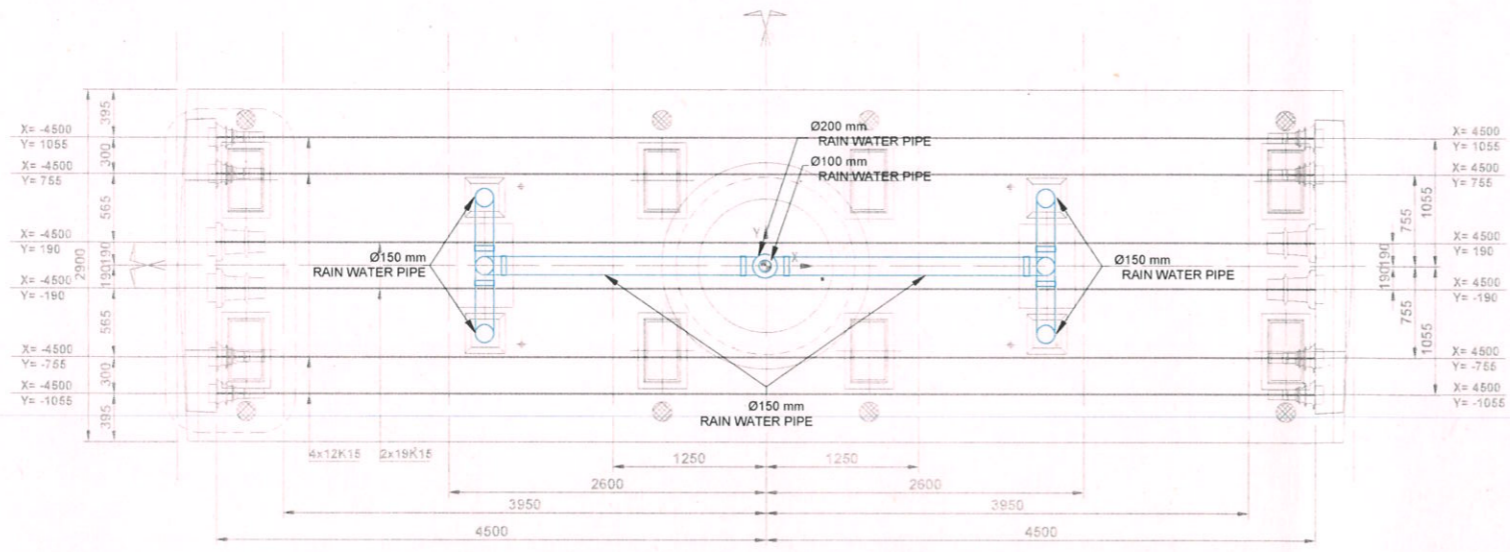 Ø200 mm
RAIN WATER PIPE
Ø100 mm
RAIN WATER PIPE
X= -4500
Y= 1055
X= -4500
Y= 755
X= -4500
Y= 190
X= -4500
Y= -190
X= -4500
Y= -755
X= -4500
Y= -1055
2900
395
300
565
190
190
565
300
395
Ø150 mm
RAIN WATER PIPE
Y
X
Ø150 mm
RAIN WATER PIPE
Ø150 mm
RAIN WATER PIPE
X= 4500
Y= 1055
X= 4500
Y= 755
X= 4500
Y= 190
X= 4500
Y= -190
X= 4500
Y= -755
X= 4500
Y= -1055
190
190
755
755
1055
1055
4x12K15
2x19K15
1250
1250
2600
2600
3950
3950
4500
4500